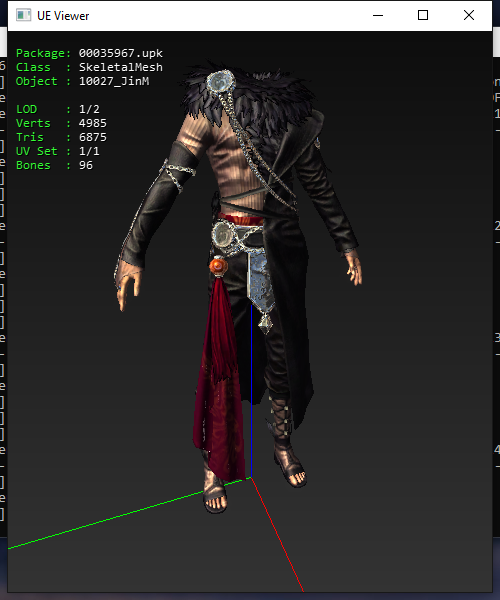 UE Viewer
Package: 00035967.upk
Class : SkeletalMesh
Object : 10027_JinM
LOD : 1/2
Verts : 4985
Tris : 6875
UV Set : 1/1
Bones : 96